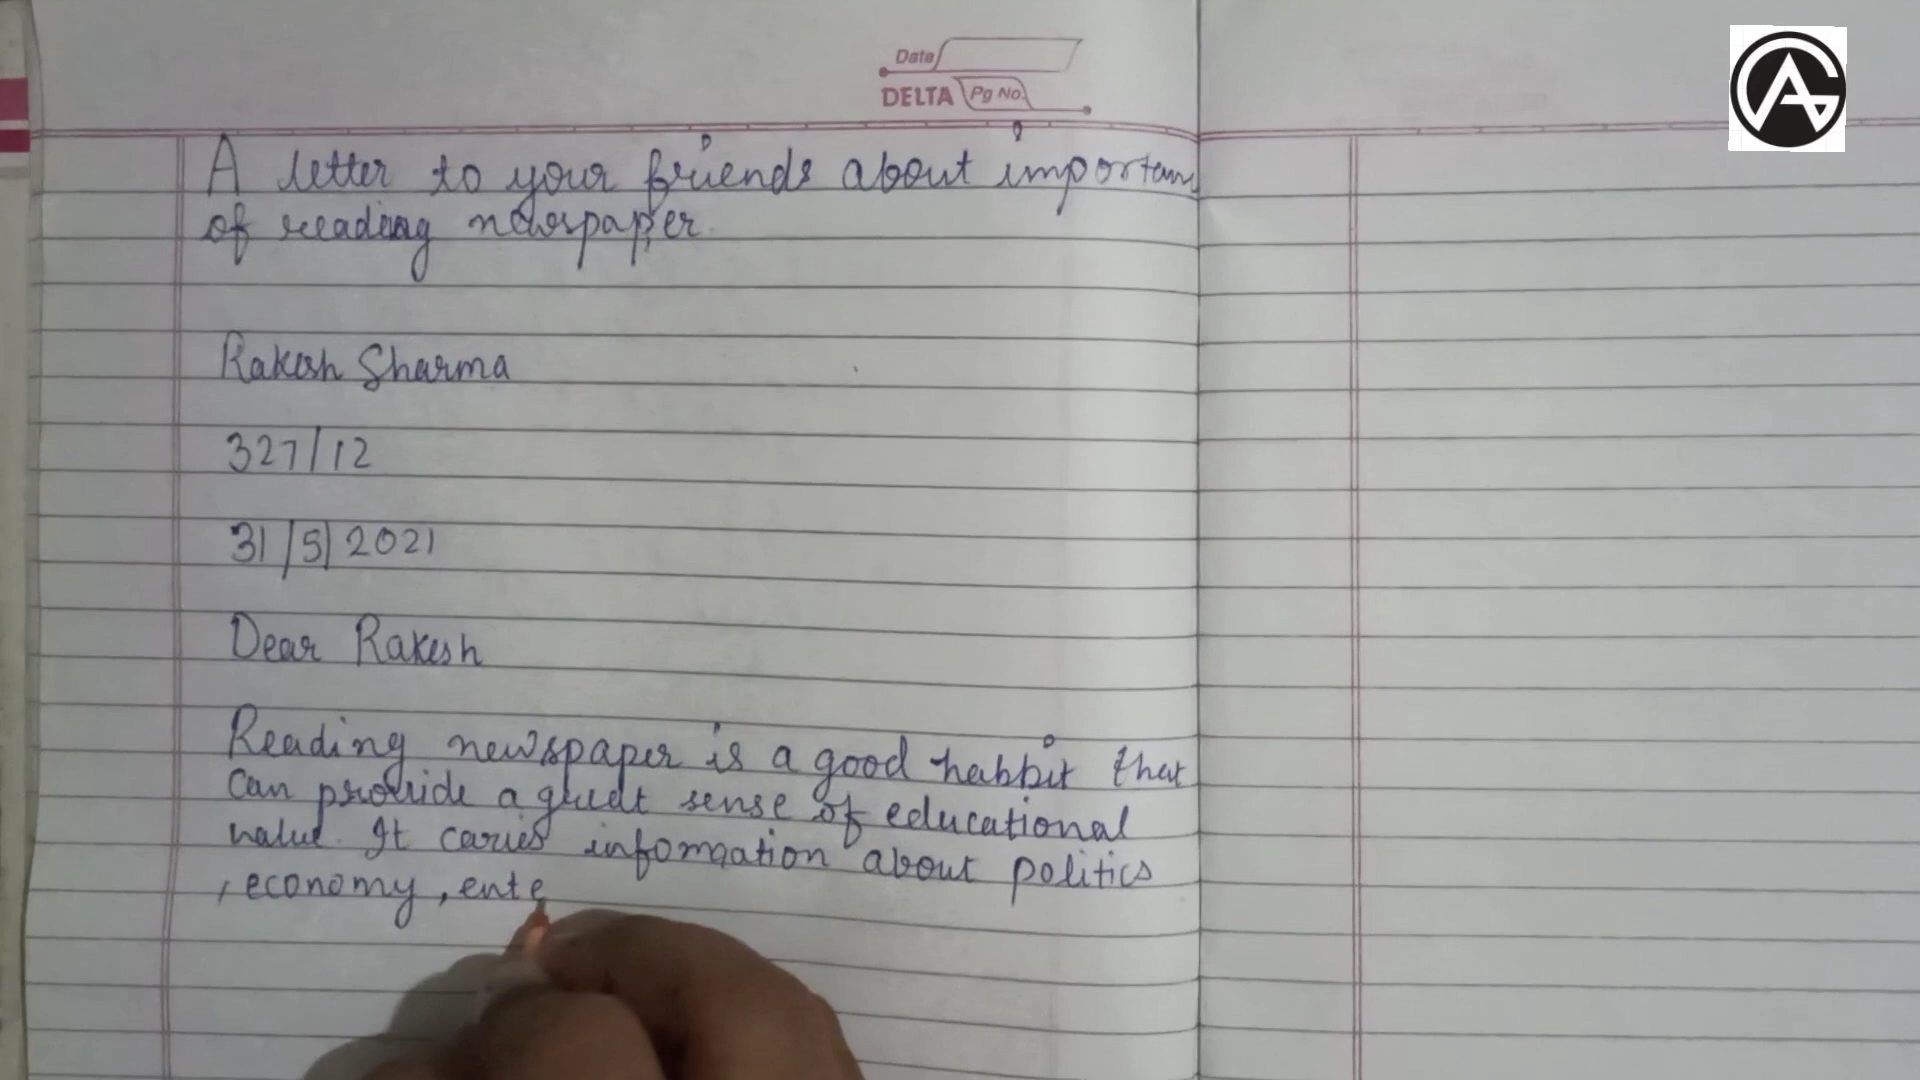 Date
DELTA Pg No.
A letter to your friends about importan
of reading newspaper.
Rakesh Sharma
327/12
31/5/2021
Dear Rakesh
Reading newspaper is a good habbit that
can provide a great sense of educational
value. It caries infomation about politics
, economy, ente